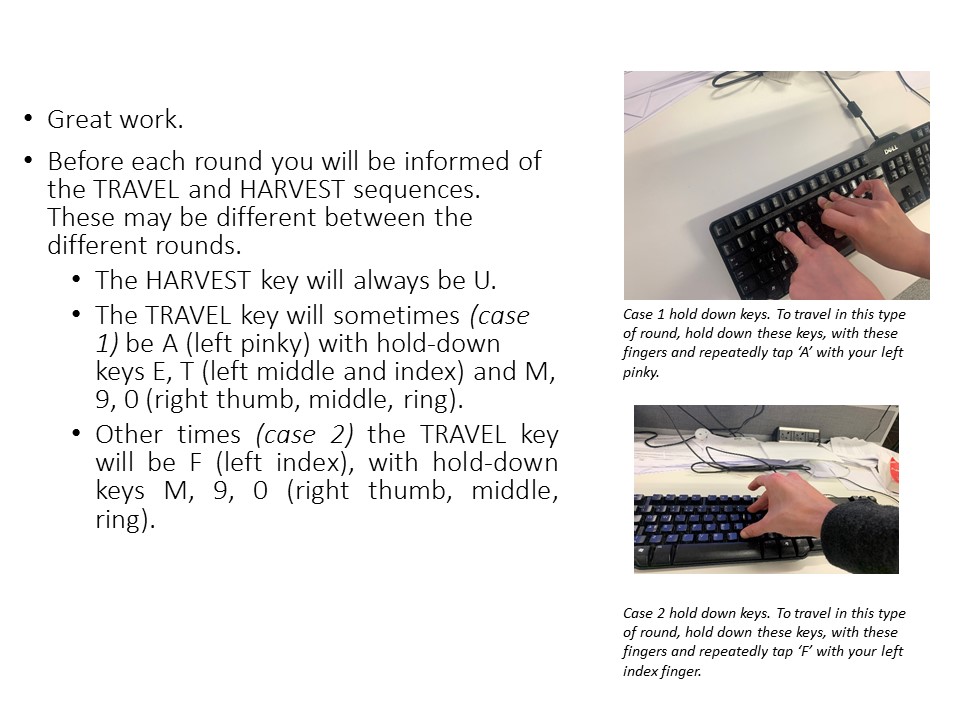 • Great work.
• Before each round you will be informed of
the TRAVEL and HARVEST sequences.
These may be different between the
different rounds.
• The HARVEST key will always be U.
• The TRAVEL key will sometimes (case
1) be A (left pinky) with hold-down
keys E, T (left middle and index) and M,
9, 0 (right thumb, middle, ring).
• Other times (case 2) the TRAVEL key
will be F (left index), with hold-down
keys M, 9, 0 (right thumb, middle,
ring).
DELL
Case 1 hold down keys. To travel in this type
of round, hold down these keys, with these
fingers and repeatedly tap ‘A’ with your left
pinky.
Case 2 hold down keys. To travel in this type
of round, hold down these keys, with these
fingers and repeatedly tap ‘F’ with your left
index finger.